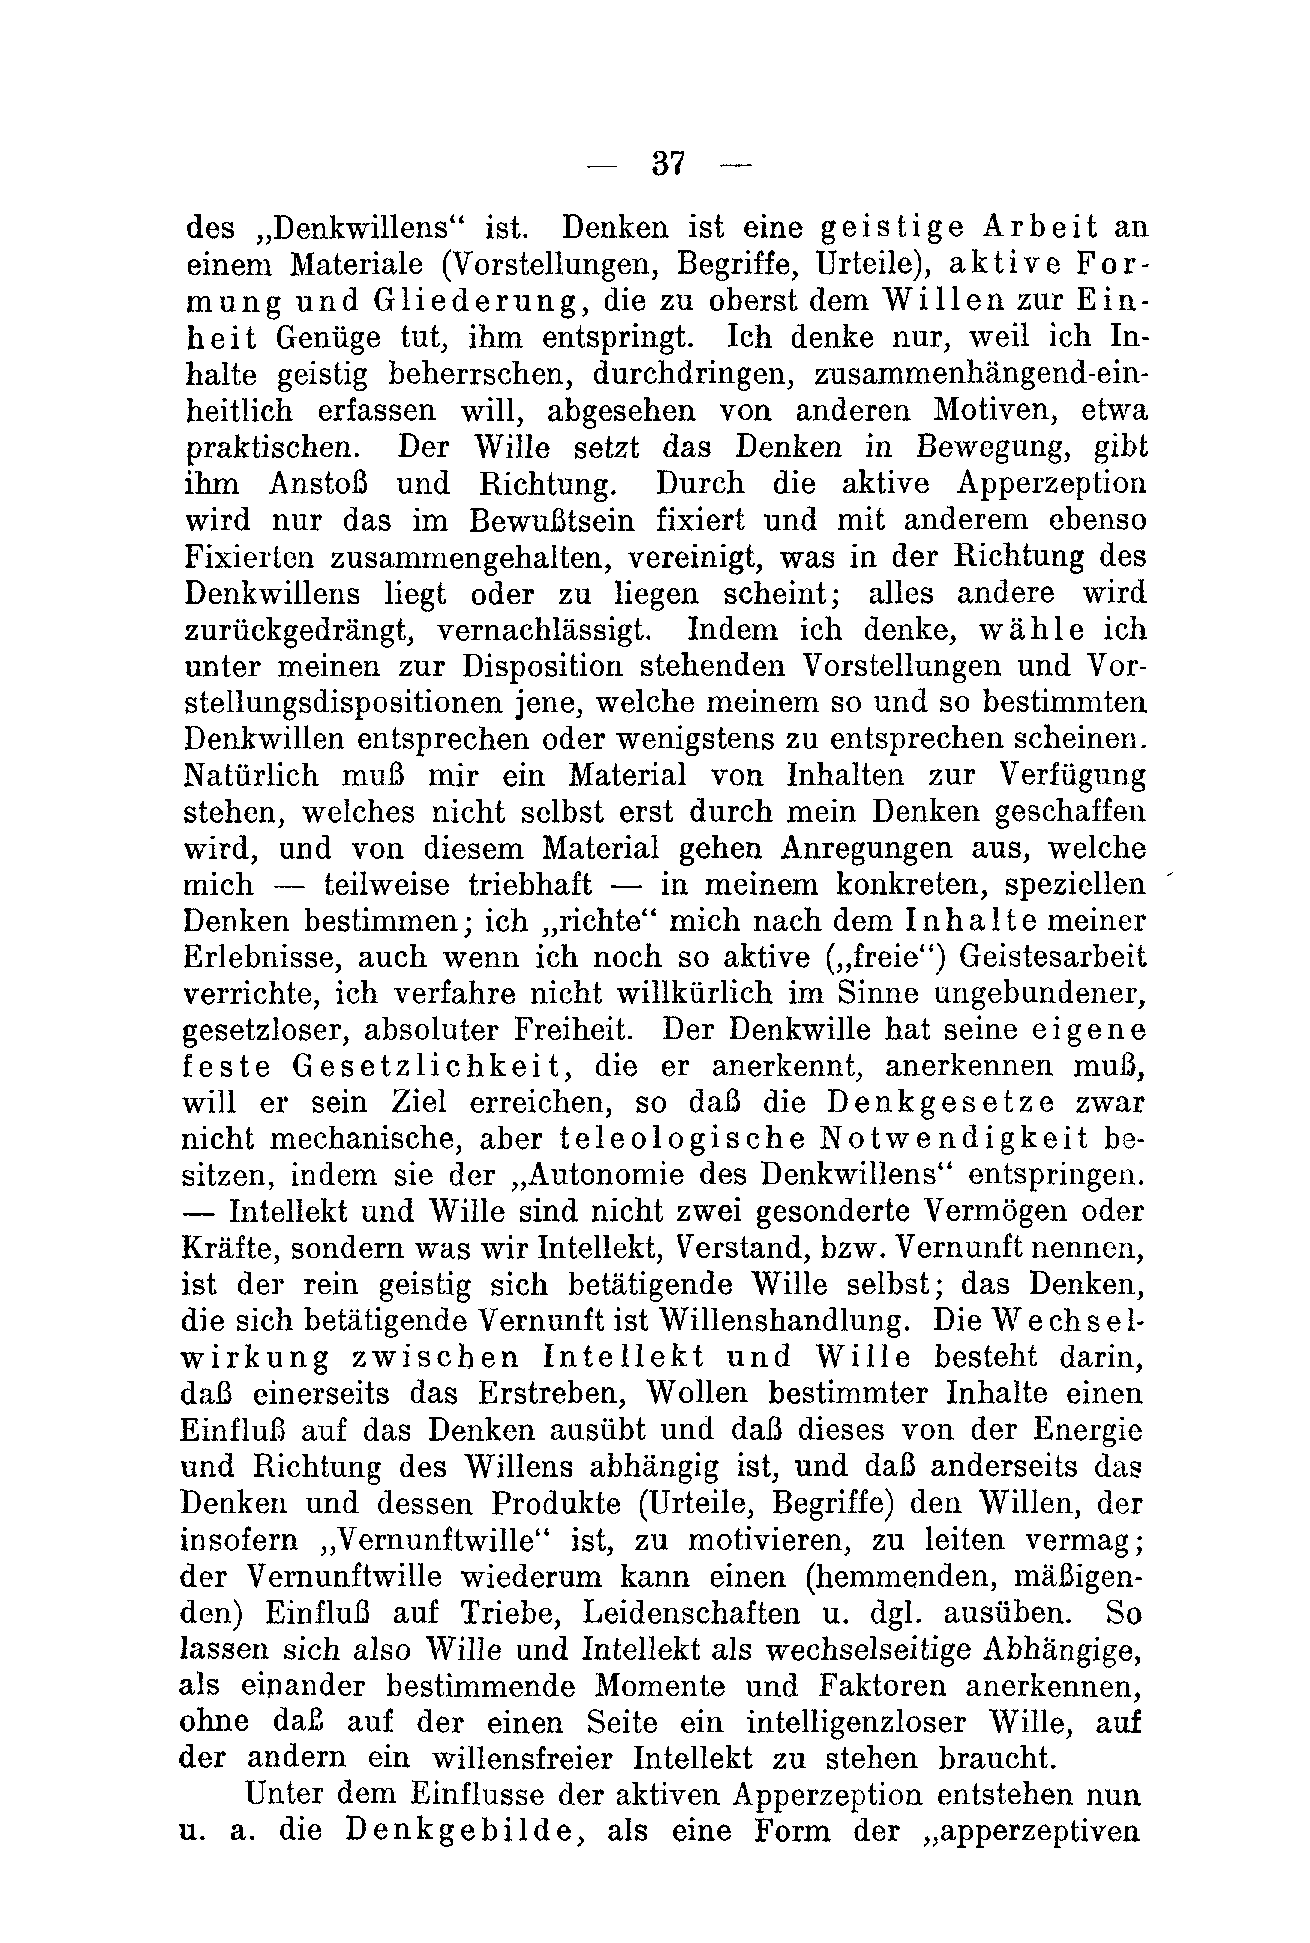 — 37 —
des „Denkwillens“ ist. Denken ist eine geistige Arbeit an
einem Materiale (Vorstellungen, Begriffe, Urteile), aktive For-
mung und Gliederung, die zu oberst dem Willen zur Ein-
heit Genüge tut, ihm entspringt. Ich denke nur, weil ich In-
halte geistig beherrschen, durchdringen, zusammenhängend-ein-
heitlich erfassen will, abgesehen von anderen Motiven, etwa
praktischen. Der Wille setzt das Denken in Bewegung, gibt
ihm Anstoß und Richtung. Durch die aktive Apperzeption
wird nur das im Bewußtsein fixiert und mit anderem ebenso
Fixierten zusammengehalten, vereinigt, was in der Richtung des
Denkwillens liegt oder zu liegen scheint; alles andere wird
zurückgedrängt, vernachlässigt. Indem ich denke, wähle ich
unter meinen zur Disposition stehenden Vorstellungen und Vor-
stellungsdispositionen jene, welche meinem so und so bestimmten
Denkwillen entsprechen oder wenigstens zu entsprechen scheinen.
Natürlich muß mir ein Material von Inhalten zur Verfügung
stehen, welches nicht selbst erst durch mein Denken geschaffen
wird, und von diesem Material gehen Anregungen aus, welche
mich — teilweise triebhaft — in meinem konkreten, speziellen
Denken bestimmen; ich „richte“ mich nach dem Inhalte meiner
Erlebnisse, auch wenn ich noch so aktive („freie“) Geistesarbeit
verrichte, ich verfahre nicht willkürlich im Sinne ungebundener,
gesetzloser, absoluter Freiheit. Der Denkwille hat seine eigene
feste Gesetzlichkeit, die er anerkennt, anerkennen muß,
will er sein Ziel erreichen, so daß die Denkgesetze zwar
nicht mechanische, aber teleologische Notwendigkeit be-
sitzen, indem sie der „Autonomie des Denkwillens“ entspringen.
— Intellekt und Wille sind nicht zwei gesonderte Vermögen oder
Kräfte, sondern was wir Intellekt, Verstand, bzw. Vernunft nennen,
ist der rein geistig sich betätigende Wille selbst; das Denken,
die sich betätigende Vernunft ist Willenshandlung. Die Wechsel-
wirkung zwischen Intellekt und Wille besteht darin,
daß einerseits das Erstreben, Wollen bestimmter Inhalte einen
Einfluß auf das Denken ausübt und daß dieses von der Energie
und Richtung des Willens abhängig ist, und daß anderseits das
Denken und dessen Produkte (Urteile, Begriffe) den Willen, der
insofern „Vernunftwille“ ist, zu motivieren, zu leiten vermag;
der Vernunftwille wiederum kann einen (hemmenden, mäßigen-
den) Einfluß auf Triebe, Leidenschaften u. dgl. ausüben. So
lassen sich also Wille und Intellekt als wechselseitige Abhängige,
als einander bestimmende Momente und Faktoren anerkennen,
ohne daß auf der einen Seite ein intelligenzloser Wille, auf
der andern ein willensfreier Intellekt zu stehen braucht.
Unter dem Einflusse der aktiven Apperzeption entstehen nun
u. a. die Denkgebilde, als eine Form der „apperzeptiven